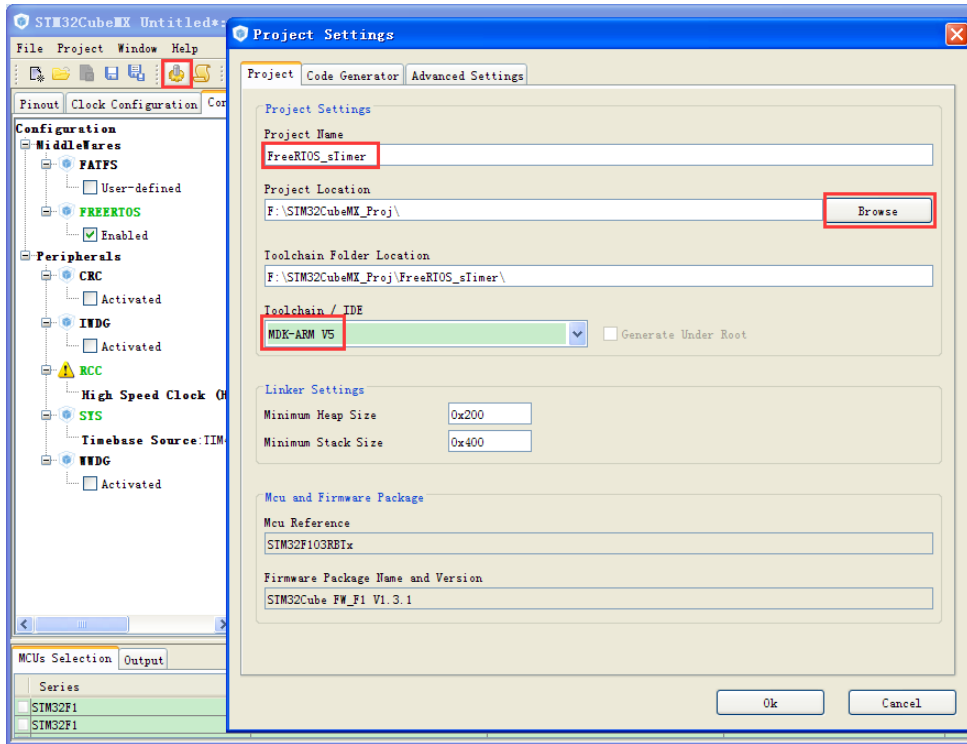 STM32CubeMX Untitled*:
File Project Window Help
Pinout Clock Configuration Con
Configuration
MiddleWares
FATFS
User-defined
FREERTOS
Enabled
Peripherals
CRC
Activated
IWDG
Activated
RCC
High Speed Clock (H
SYS
Timebase Source:TIM4
WWDG
Activated
MCUs Selection Output
Series
STM32F1
STM32F1
Project Settings
Project Code Generator Advanced Settings
Project Settings
Project Name
FreeRTOS_sTimer
Project Location
F:\STM32CubeMX_Proj\
Browse
Toolchain Folder Location
F:\STM32CubeMX_Proj\FreeRTOS_sTimer\
Toolchain / IDE
MDK-ARM V5
Generate Under Root
Linker Settings
Minimum Heap Size 0x200
Minimum Stack Size 0x400
Mcu and Firmware Package
Mcu Reference
STM32F103RBTx
Firmware Package Name and Version
STM32Cube FW_F1 V1.3.1
Ok Cancel